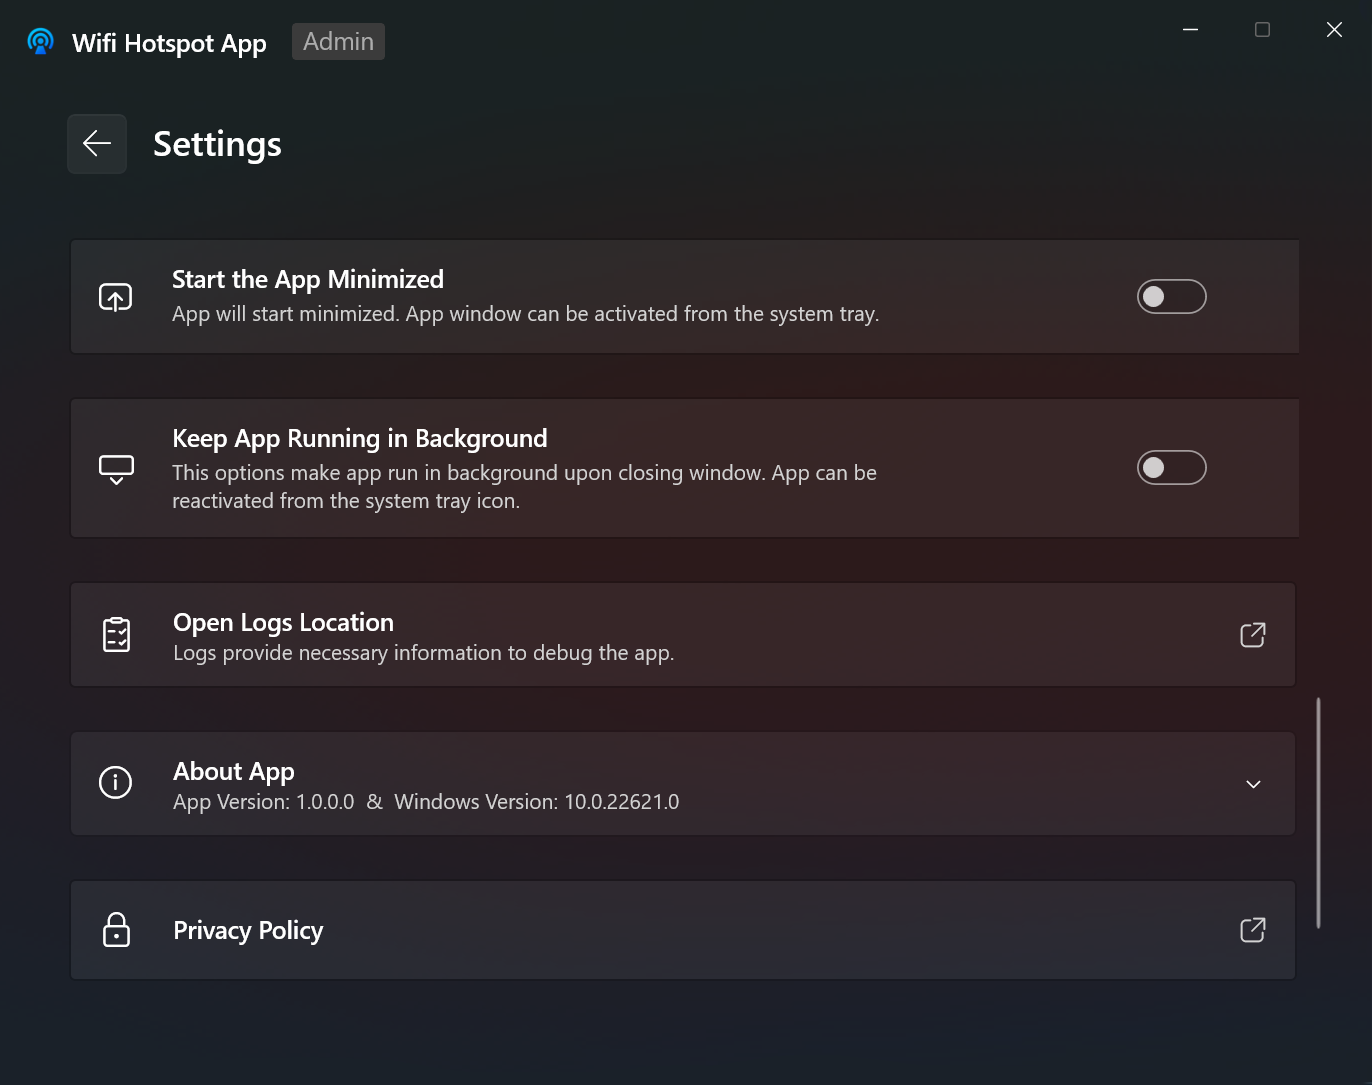 Wifi Hotspot App Admin
Settings
Start the App Minimized
App will start minimized. App window can be activated from the system tray.
Keep App Running in Background
This options make app run in background upon closing window. App can be
reactivated from the system tray icon.
Open Logs Location
Logs provide necessary information to debug the app.
About App
App Version: 1.0.0.0 & Windows Version: 10.0.22621.0
Privacy Policy